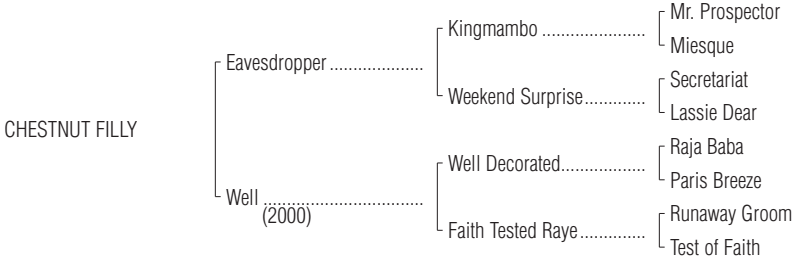 Mr. Prospector
Kingmambo ......................
Miesque
Eavesdropper ....................
Secretariat
Weekend Surprise.............
Lassie Dear
CHESTNUT FILLY
Raja Baba
Well Decorated..................
Paris Breeze
Well ..................................
(2000)
Runaway Groom
Faith Tested Raye ..............
Test of Faith